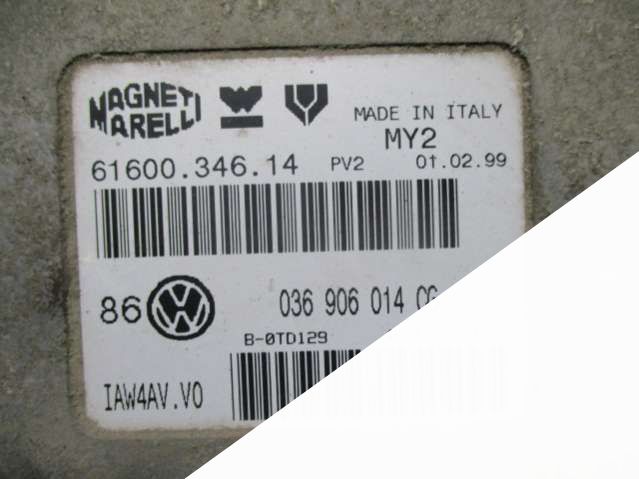 MAGNETI
MARELLI
MADE IN ITALY
MY2
61600.346.14 PV2 01.02.99
86 036 906 014
B-0TD129
IAW4AV.V0